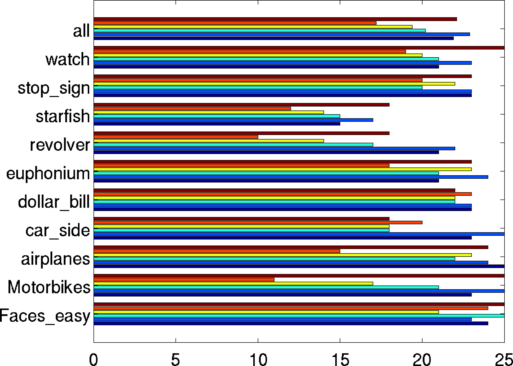 all
watch
stop_sign
starfish
revolver
euphonium
dollar_bill
car_side
airplanes
Motorbikes
Faces_easy
0 5 10 15 20 25